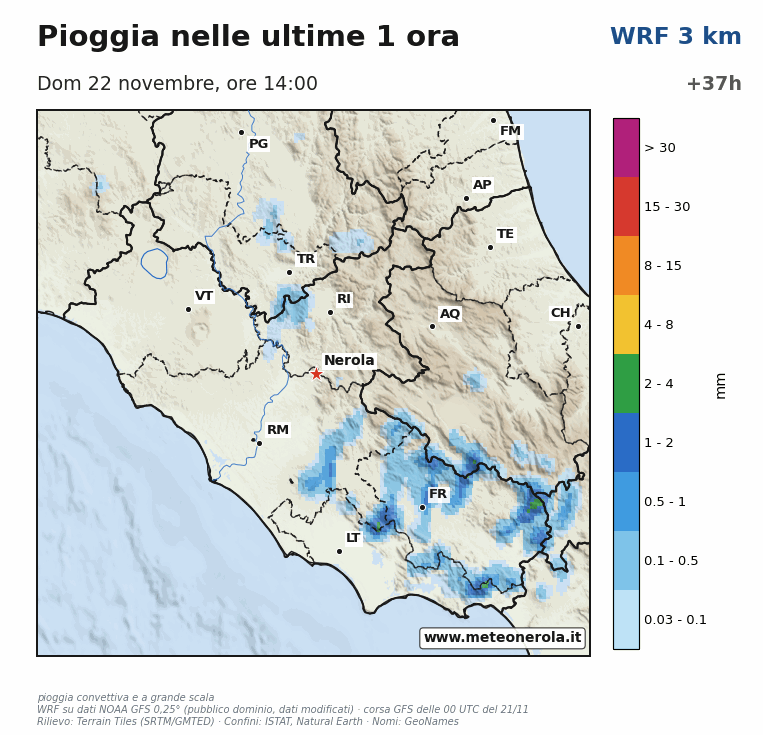 Pioggia nelle ultime 1 ora
WRF 3 km
Dom 22 novembre, ore 14:00
+37h
FM
PG
AP
TE
TR
VT
RI
AQ
CH
Nerola
RM
FR
LT
www.meteonerola.it
> 30
15 - 30
8 - 15
4 - 8
2 - 4
1 - 2
0.5 - 1
0.1 - 0.5
0.03 - 0.1
mm
pioggia convettiva e a grande scala
WRF su dati NOAA GFS 0,25° (pubblico dominio, dati modificati) · corsa GFS delle 00 UTC del 21/11
Rilievo: Terrain Tiles (SRTM/GMTED) · Confini: ISTAT, Natural Earth · Nomi: GeoNames